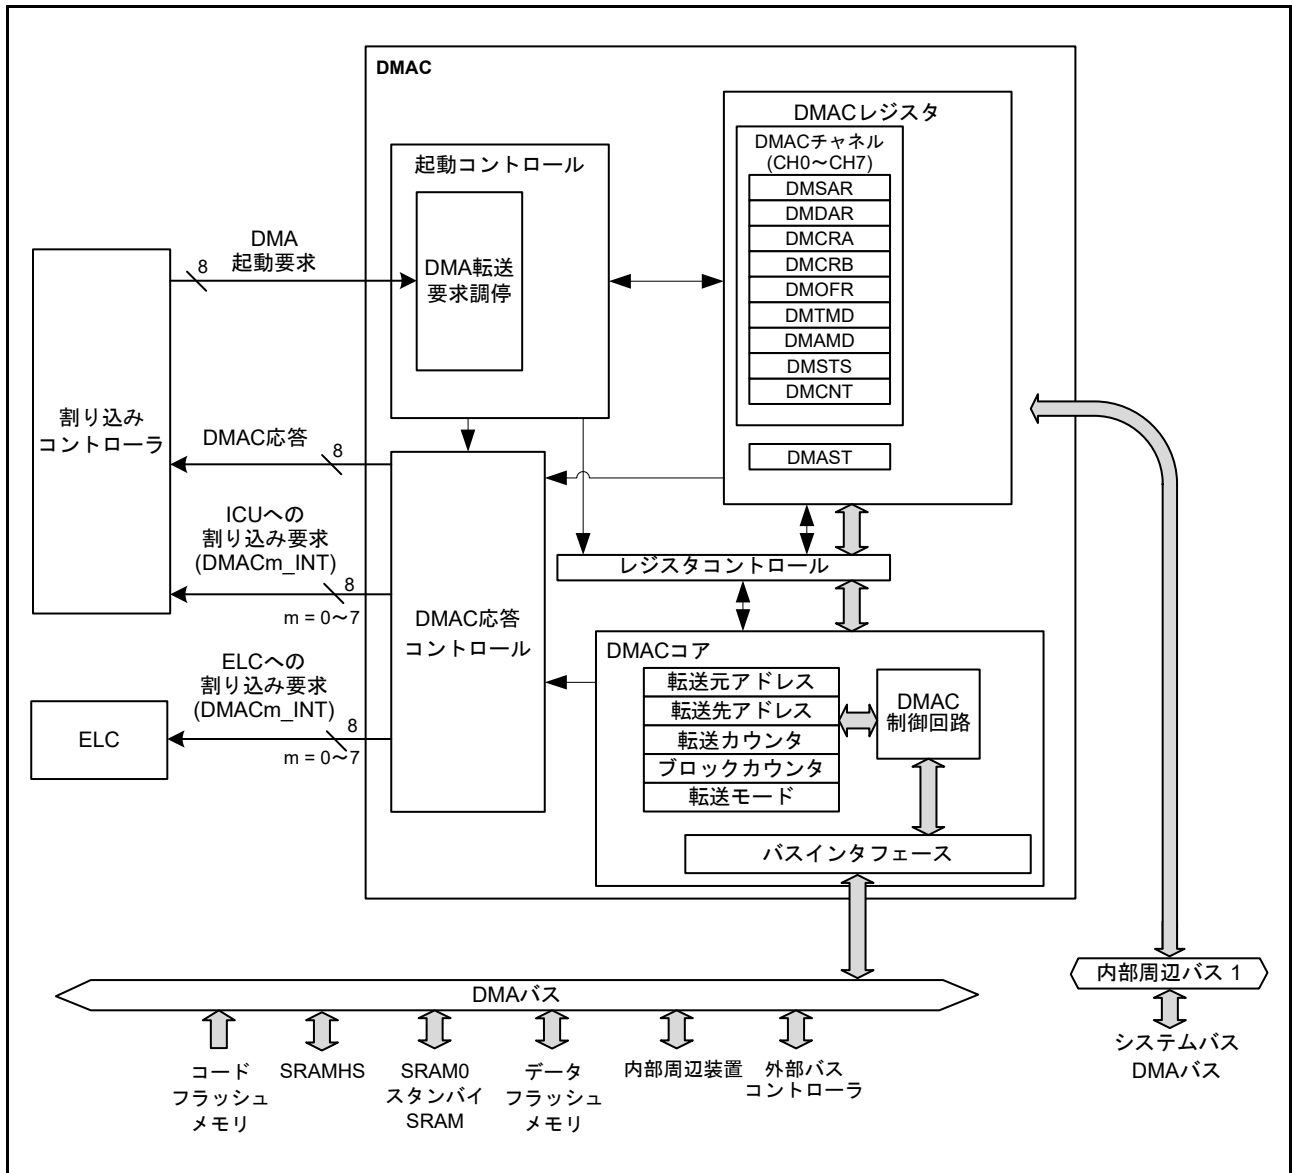 DMAC
DMACレジスタ
DMACチャネル
(CH0～CH7)
DMSAR
DMDAR
DMCRA
DMCRB
DMOFR
DMTMD
DMAMD
DMSTS
DMCNT
DMAST
起動コントロール
DMA転送
要求調停
DMA
起動要求
8
割り込み
コントローラ
DMAC応答
8
ICUへの
割り込み要求
(DMACm_INT)
8
m = 0～7
DMAC応答
コントロール
レジスタコントロール
ELCへの
割り込み要求
(DMACm_INT)
8
m = 0～7
ELC
DMACコア
転送元アドレス
転送先アドレス
転送カウンタ
ブロックカウンタ
転送モード
DMAC
制御回路
バスインタフェース
DMAバス
内部周辺バス 1
システムバス
DMAバス
コード
フラッシュ
メモリ
SRAMHS
SRAM0
スタンバイ
SRAM
データ
フラッシュ
メモリ
内部周辺装置
外部バス
コントローラ